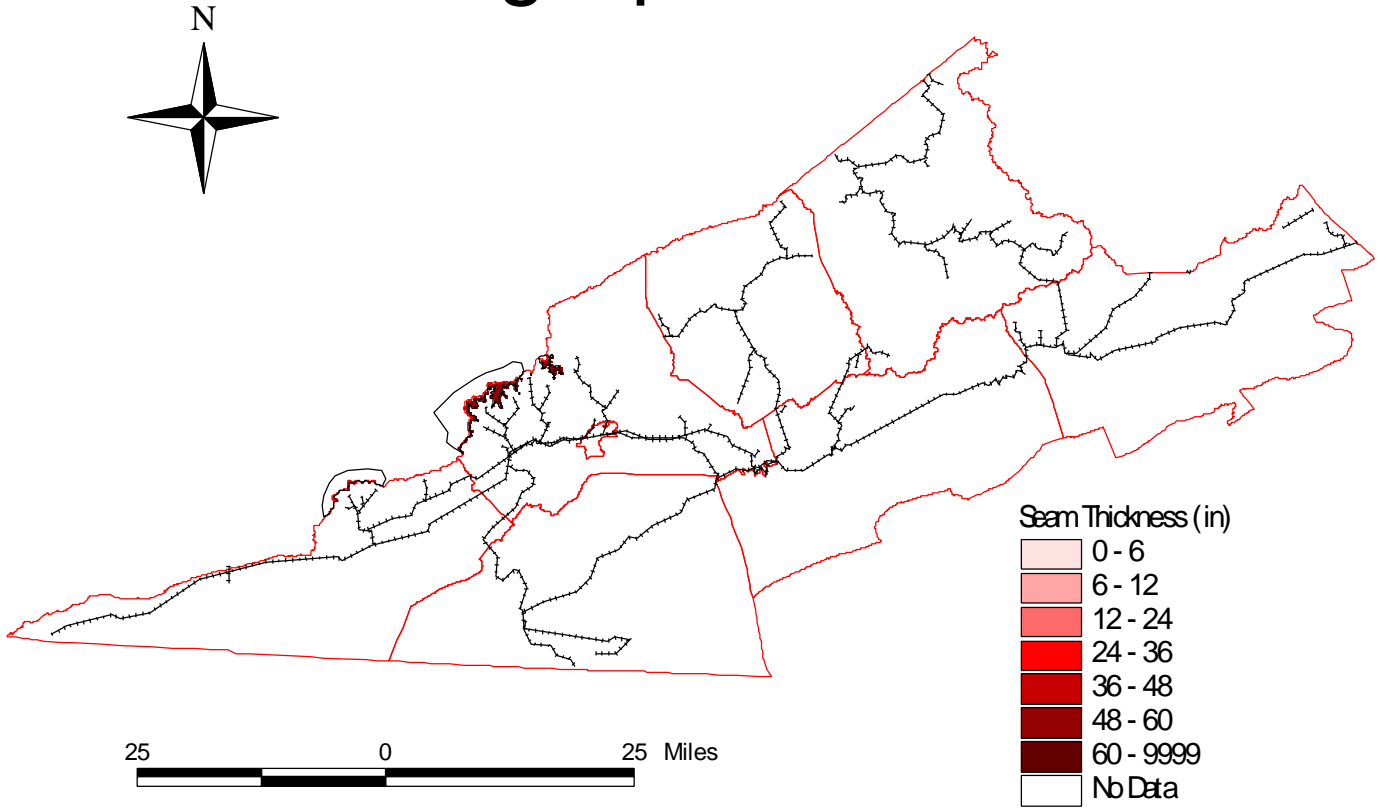 N
Seam Thickness (in)
0 - 6
6 - 12
12 - 24
24 - 36
36 - 48
48 - 60
60 - 9999
No Data
25 0 25 Miles